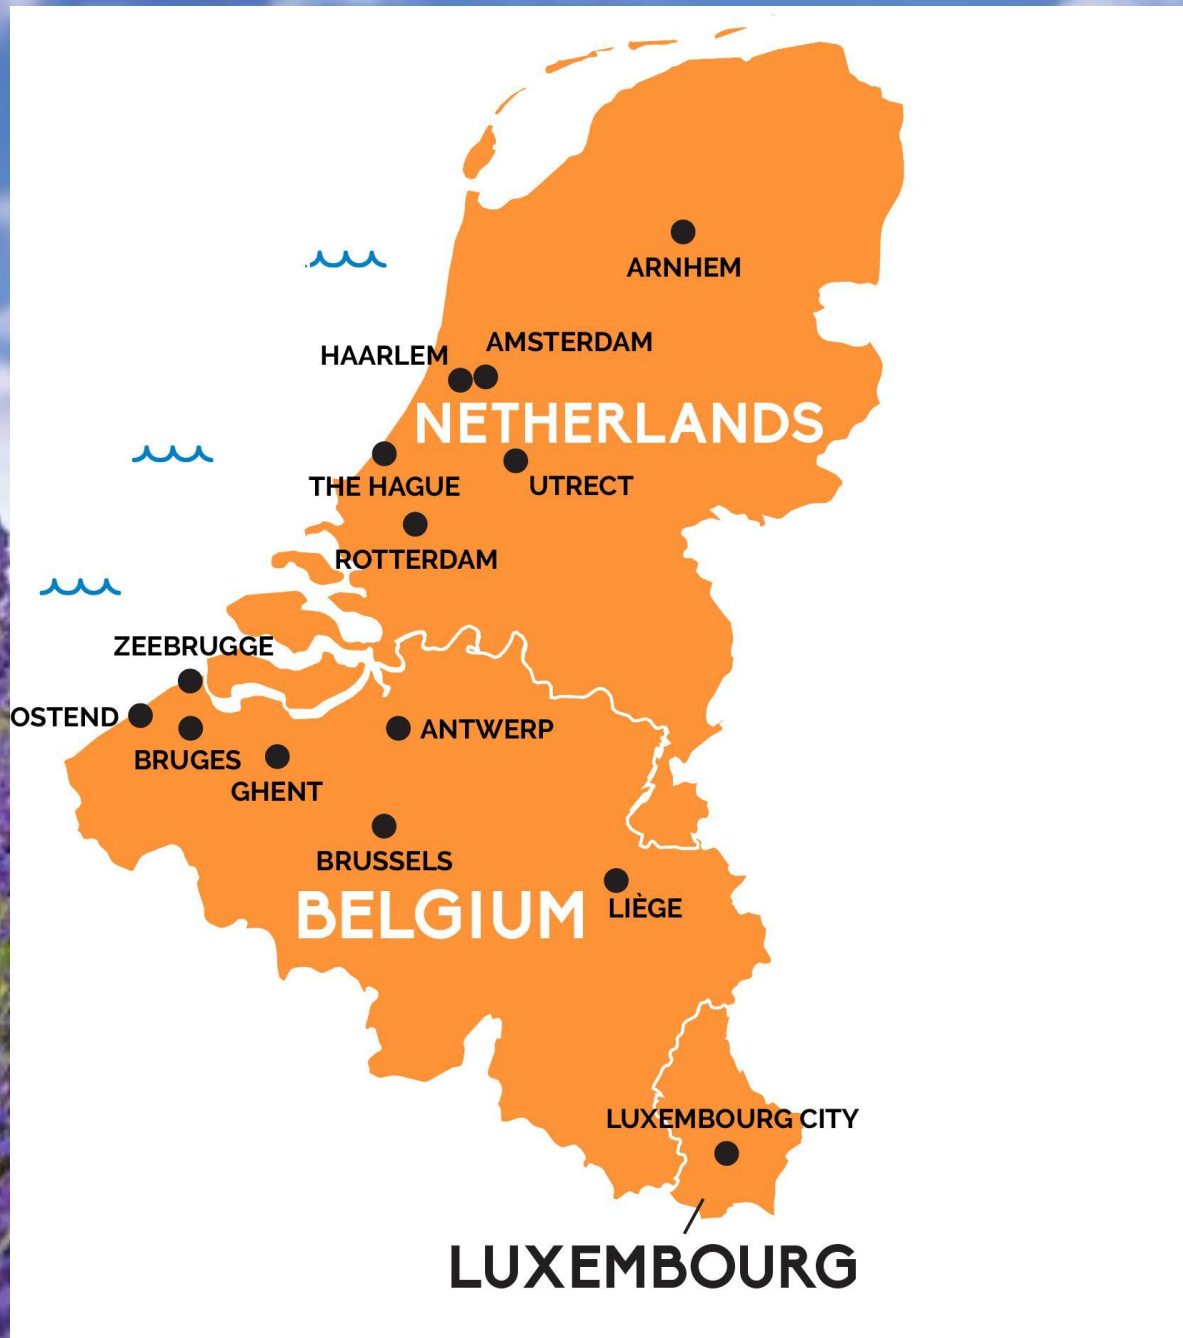 ARNHEM
AMSTERDAM
HAARLEM
NETHERLANDS
THE HAGUE
UTRECT
ROTTERDAM
ZEEBRUGGE
OSTEND
ANTWERP
BRUGES
GHENT
BRUSSELS
BELGIUM
LIÈGE
LUXEMBOURG CITY
LUXEMBOURG